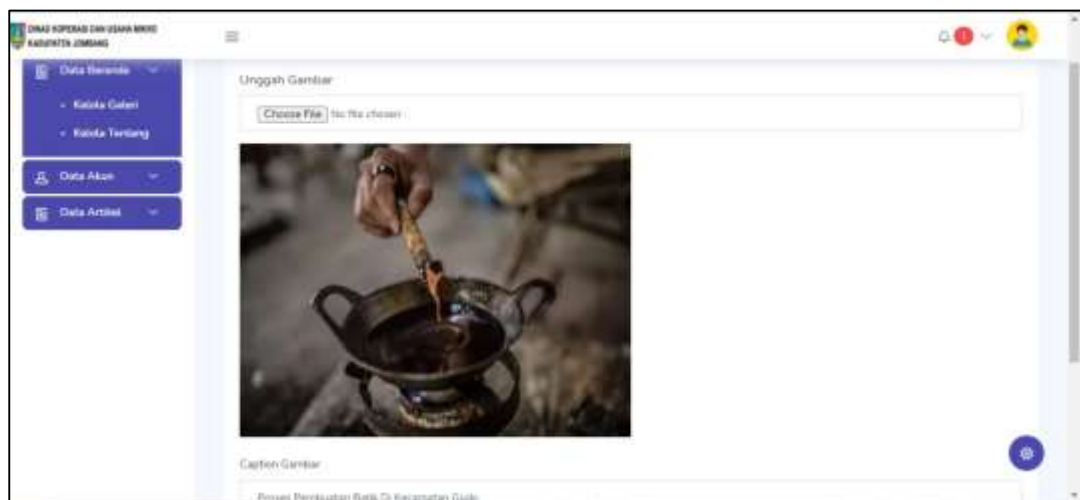 DINAS KOPERASI DAN USAHA MIKRO
KABUPATEN JOMBANG
Data Beranda
Kelola Galeri
Kelola Tentang
Data Akun
Data Artikel
Unggah Gambar
Choose File No file chosen
Caption Gambar
Proses Pembuatan Batik Di Kecamatan Gudo